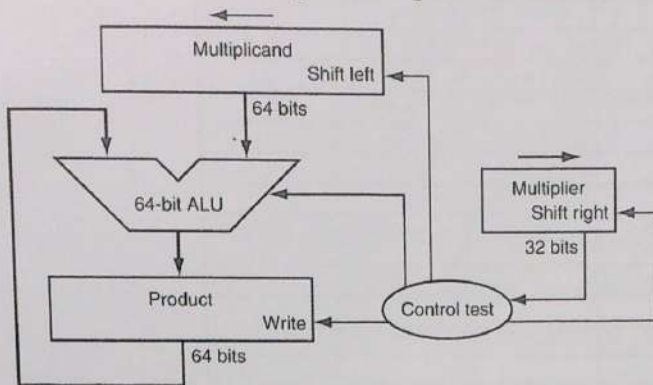 Multiplicand
Shift left
64 bits
64-bit ALU
Multiplier
Shift right
32 bits
Product
Write
Control test
64 bits